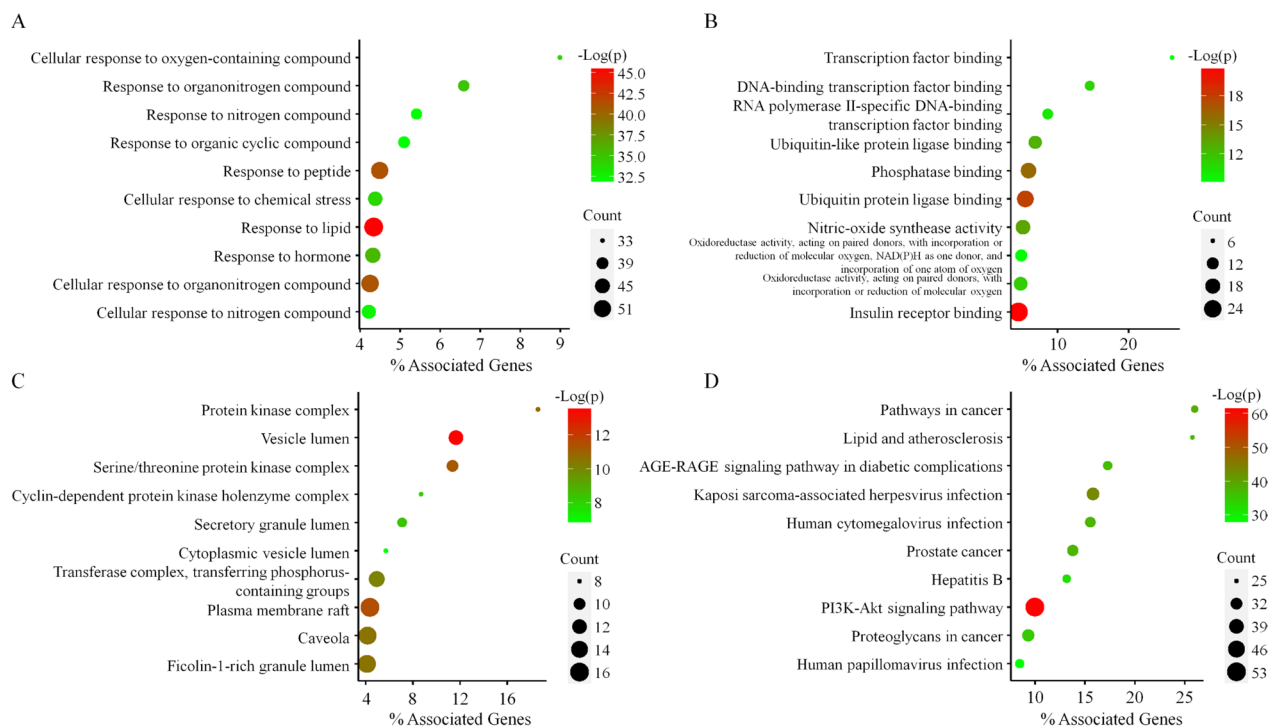 A
Cellular response to oxygen-containing compound
Response to organonitrogen compound
Response to nitrogen compound
Response to organic cyclic compound
Response to peptide
Cellular response to chemical stress
Response to lipid
Response to hormone
Cellular response to organonitrogen compound
Cellular response to nitrogen compound
4 5 6 7 8 9
% Associated Genes
-Log(p)
45.0
42.5
40.0
37.5
35.0
32.5
Count
33
39
45
51
B
Transcription factor binding
DNA-binding transcription factor binding
RNA polymerase II-specific DNA-binding
transcription factor binding
Ubiquitin-like protein ligase binding
Phosphatase binding
Ubiquitin protein ligase binding
Nitric-oxide synthease activity
Oxidoreductase activity, acting on paired donors, with incorporation or
reduction of molecular oxygen, NAD(P)H as one donor, and
incorporation of one atom of oxygen
Oxidoreductase activity, acting on paired donors, with
incorporation or reduction of molecular oxygen
Insulin receptor binding
10 20
% Associated Genes
-Log(p)
18
12
Count
6
12
18
24
C
Protein kinase complex
Vesicle lumen
Serine/threonine protein kinase complex
Cyclin-dependent protein kinase holenzyme complex
Secretory granule lumen
Cytoplasmic vesicle lumen
Transferase complex, transferring phosphorus-
containing groups
Plasma membrane raft
Caveola
Ficolin-1-rich granule lumen
4 8 12 16
% Associated Genes
-Log(p)
12
10
8
Count
8
10
12
14
16
D
Pathways in cancer
Lipid and atherosclerosis
AGE-RAGE signaling pathway in diabetic complications
Kaposi sarcoma-associated herpesvirus infection
Human cytomegalovirus infection
Prostate cancer
Hepatitis B
PI3K-Akt signaling pathway
Proteoglycans in cancer
Human papillomavirus infection
10 15 20 25
% Associated Genes
-Log(p)
60
50
40
30
Count
25
32
39
46
53